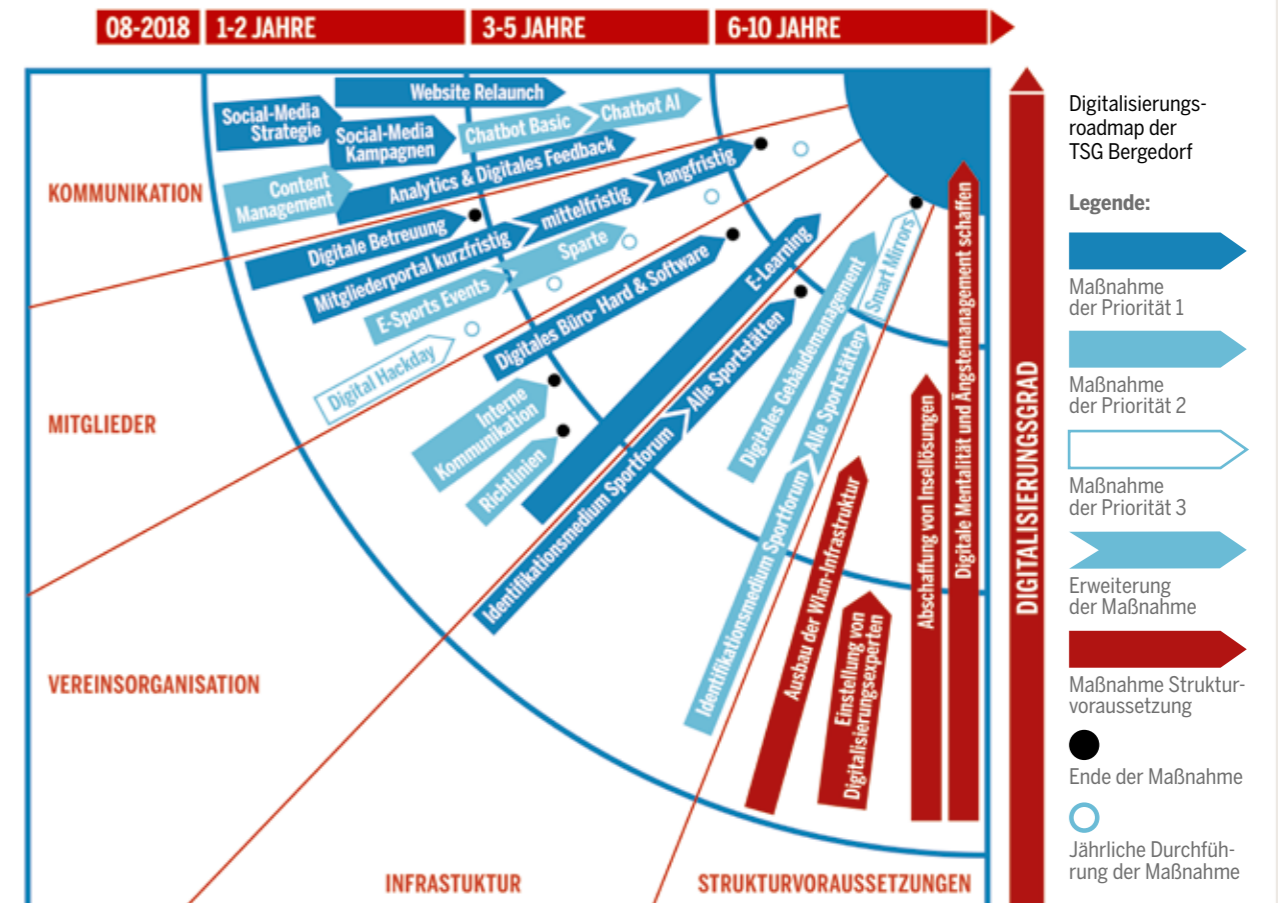 08-2018
1-2 JAHRE
3-5 JAHRE
6-10 JAHRE
Website Relaunch
Social-Media
Strategie
Social-Media
Kampagnen
Chatbot Basic
Chatbot AI
Content
Management
Analytics & Digitales Feedback
KOMMUNIKATION
Digitale Betreuung
Mitgliederportal kurzfristig
mittelfristig
langfristig
E-Sports Events
Sparte
Digital Hackday
MITGLIEDER
Digitales Büro- Hard & Software
Interne
Kommunikation
Richtlinien
E-Learning
VEREINSORGANISATION
Identifikationsmedium Sportforum
Alle Sportstätten
Digitales Gebäudemanagement
Smart Mirrors
Identifikationsmedium Sportforum
Alle Sportstätten
INFRASTUKTUR
Ausbau der Wlan-Infrastruktur
Einstellung von
Digitalisierungsexperten
Abschaffung von Insellösungen
Digitale Mentalität und Ängstemanagement schaffen
STRUKTURVORAUSSETZUNGEN
DIGITALISIERUNGSGRAD
Digitalisierungs-
roadmap der
TSG Bergedorf
Legende:
Maßnahme
der Priorität 1
Maßnahme
der Priorität 2
Maßnahme
der Priorität 3
Erweiterung
der Maßnahme
Maßnahme Struktur-
voraussetzung
Ende der Maßnahme
Jährliche Durchfüh-
rung der Maßnahme